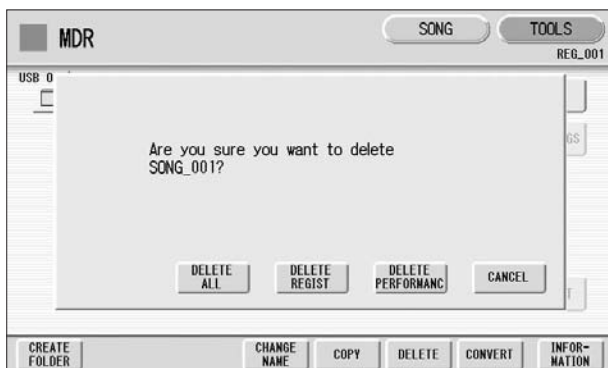 MDR
SONG
TOOLS
REG_001
USB 0
GS
Are you sure you want to delete
SONG_001?
DELETE
ALL
DELETE
REGIST
DELETE
PERFORMANC
CANCEL
T
CREATE
FOLDER
CHANGE
NAME
COPY
DELETE
CONVERT
INFOR-
MATION